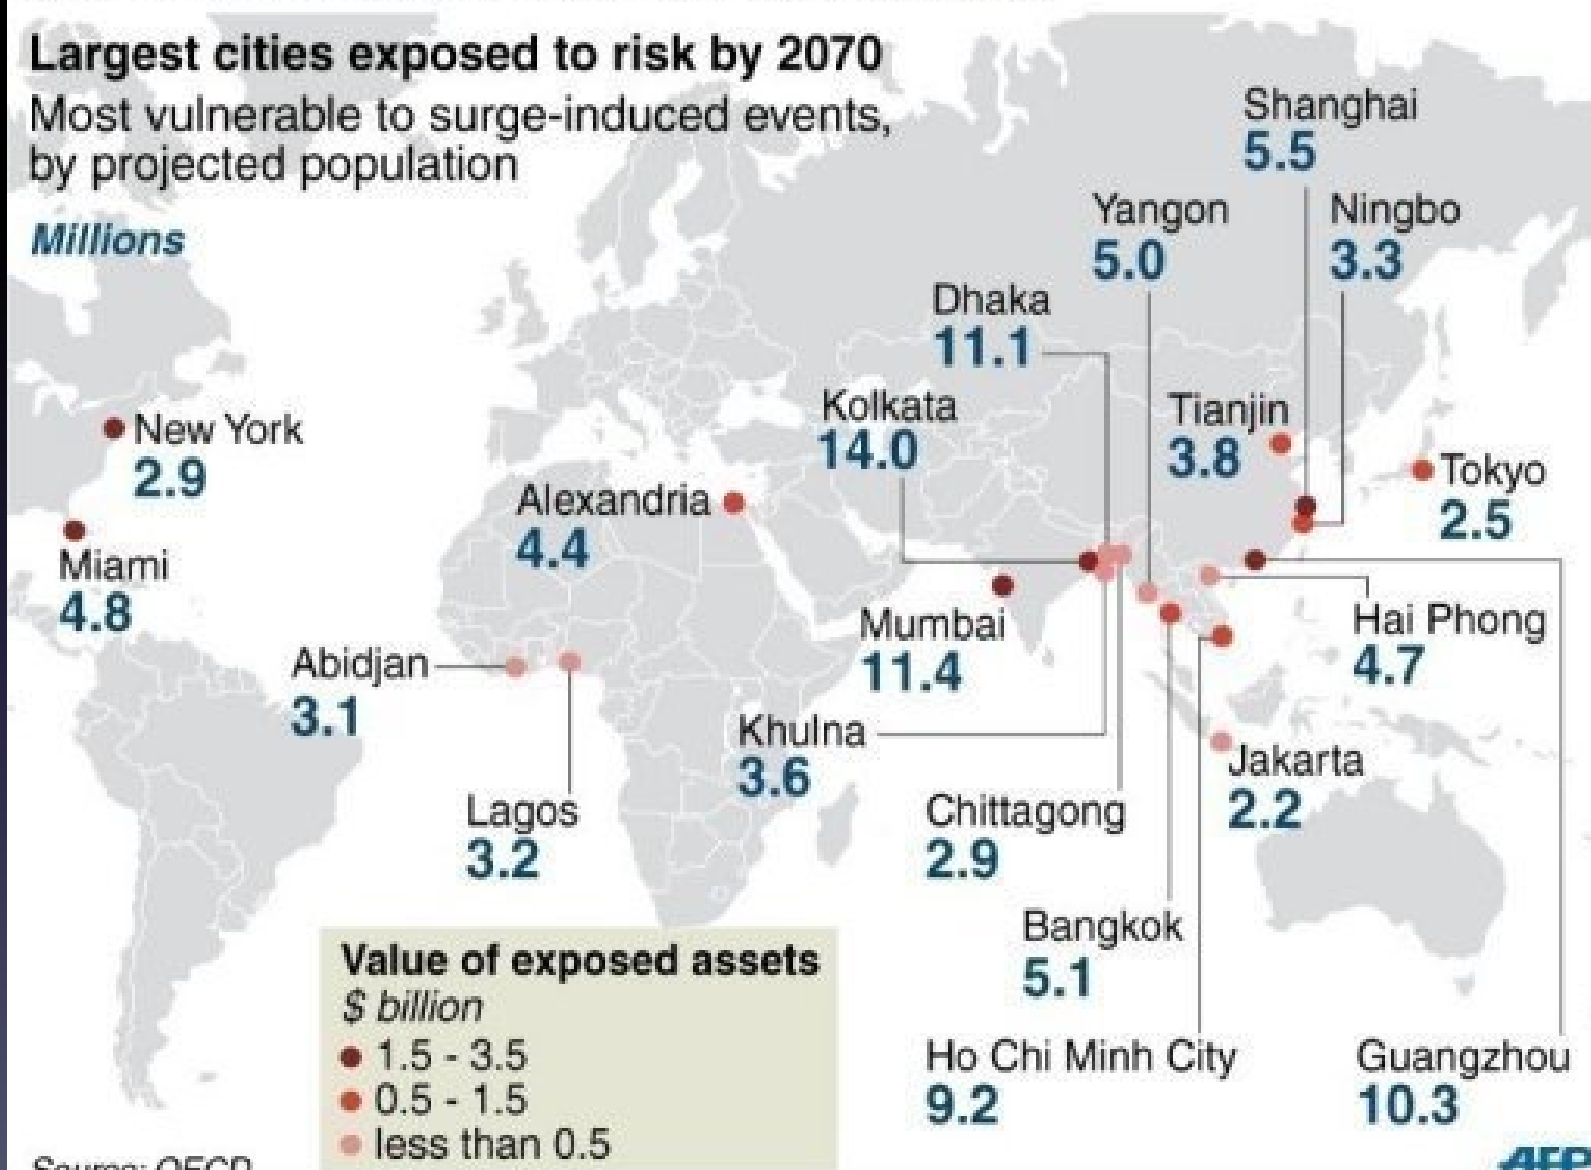 Largest cities exposed to risk by 2070
Most vulnerable to surge-induced events,
by projected population
Millions
Shanghai
5.5
Yangon
5.0
Ningbo
3.3
Dhaka
11.1
Kolkata
14.0
Tianjin
3.8
New York
2.9
Tokyo
2.5
Alexandria
4.4
Miami
4.8
Mumbai
11.4
Hai Phong
4.7
Abidjan
3.1
Khulna
3.6
Jakarta
2.2
Lagos
3.2
Chittagong
2.9
Bangkok
5.1
Ho Chi Minh City
9.2
Guangzhou
10.3
Value of exposed assets
$ billion
1.5 - 3.5
0.5 - 1.5
less than 0.5
Source: OECD
AFP